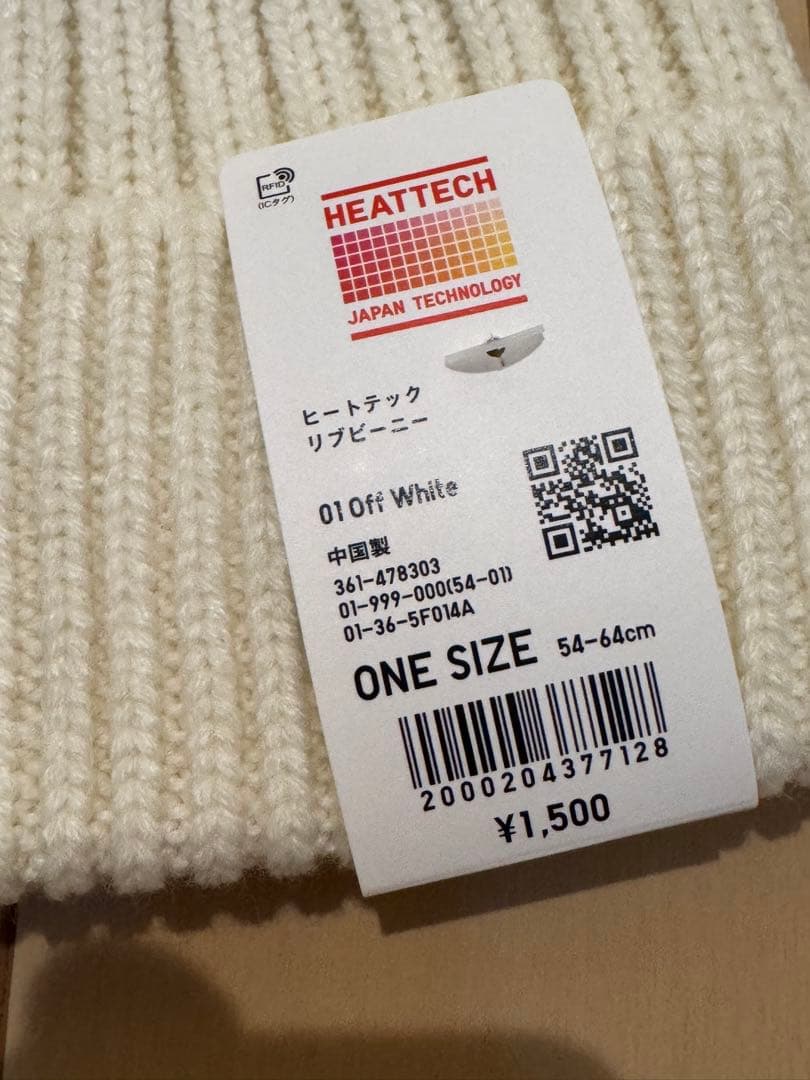 RFID
(ICタグ)
HEATTECH
JAPAN TECHNOLOGY
ヒートテック
リブビーニー
01 Off White
中国製
361-478303
01-999-000(54-01)
01-36-5F014A
ONE SIZE 54-64cm
2000204377128
¥1,500